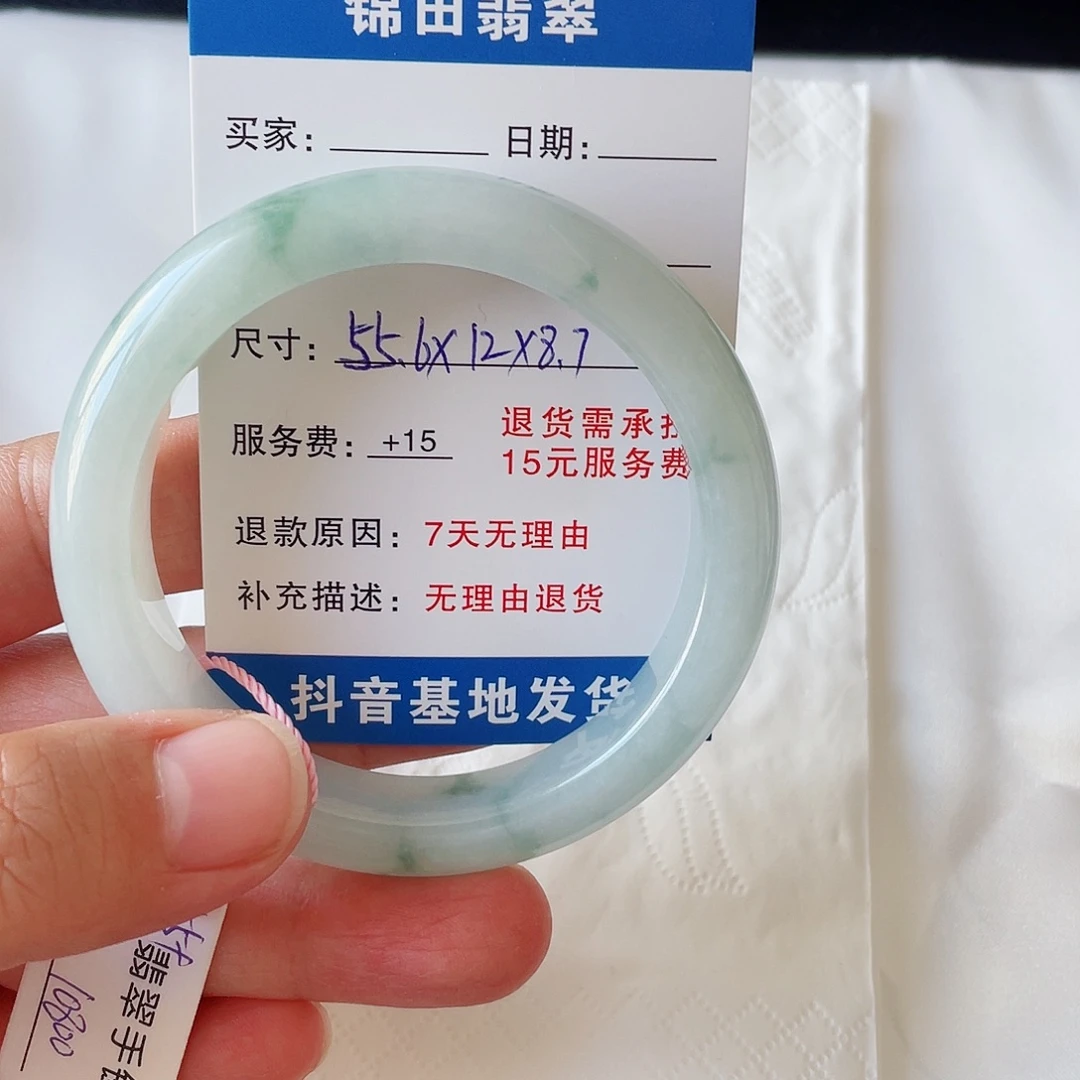 锦田翡翠
买家：
日期：
尺寸：55.6X12X8.7
服务费：+15
退货需承
15元服务费
退款原因：7天无理由
补充描述：无理由退货
抖音基地发货
翡翠手
10800